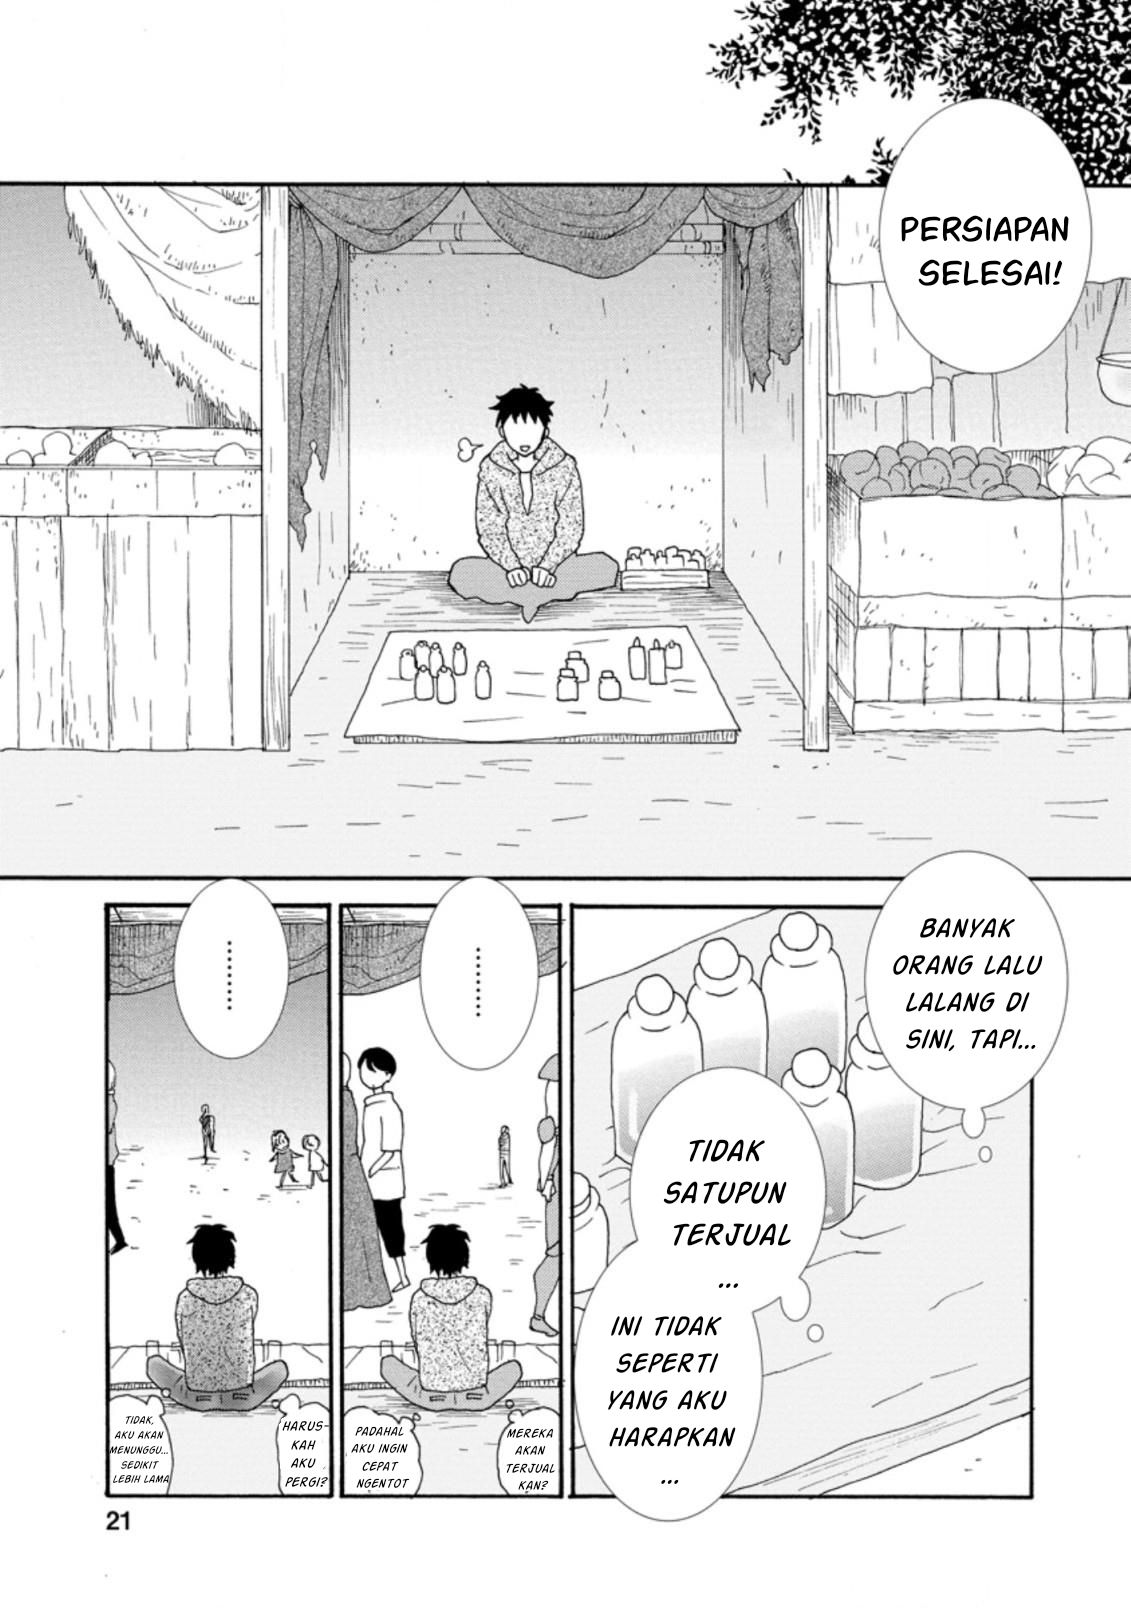 PERSIAPAN
SELESAI!
BANYAK
ORANG LALU
LALANG DI
SINI, TAPI...
TIDAK
SATUPUN
TERJUAL
...
INI TIDAK
SEPERTI
YANG AKU
HARAPKAN
...
........
MEREKA
AKAN
TERJUAL
KAN?
PADAHAL
AKU INGIN
CEPAT
NGENTOT
........
HARUS-
KAH
AKU
PERGI?
TIDAK,
AKU AKAN
MENUNGGU...
SEDIKIT
LEBIH LAMA
21